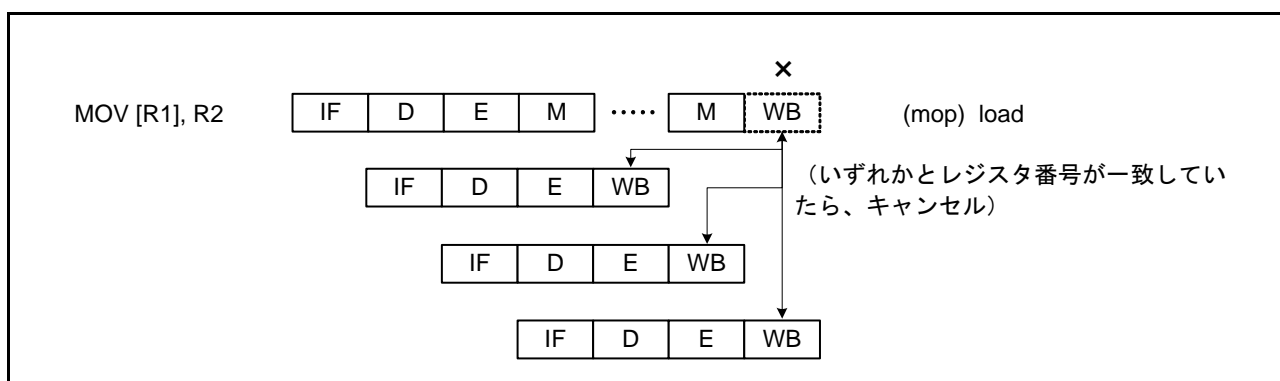 ×
MOV [R1], R2 IF D E M ····· M WB (mop) load
IF D E WB
(いずれかとレジスタ番号が一致してい
たら、キャンセル)
IF D E WB
IF D E WB